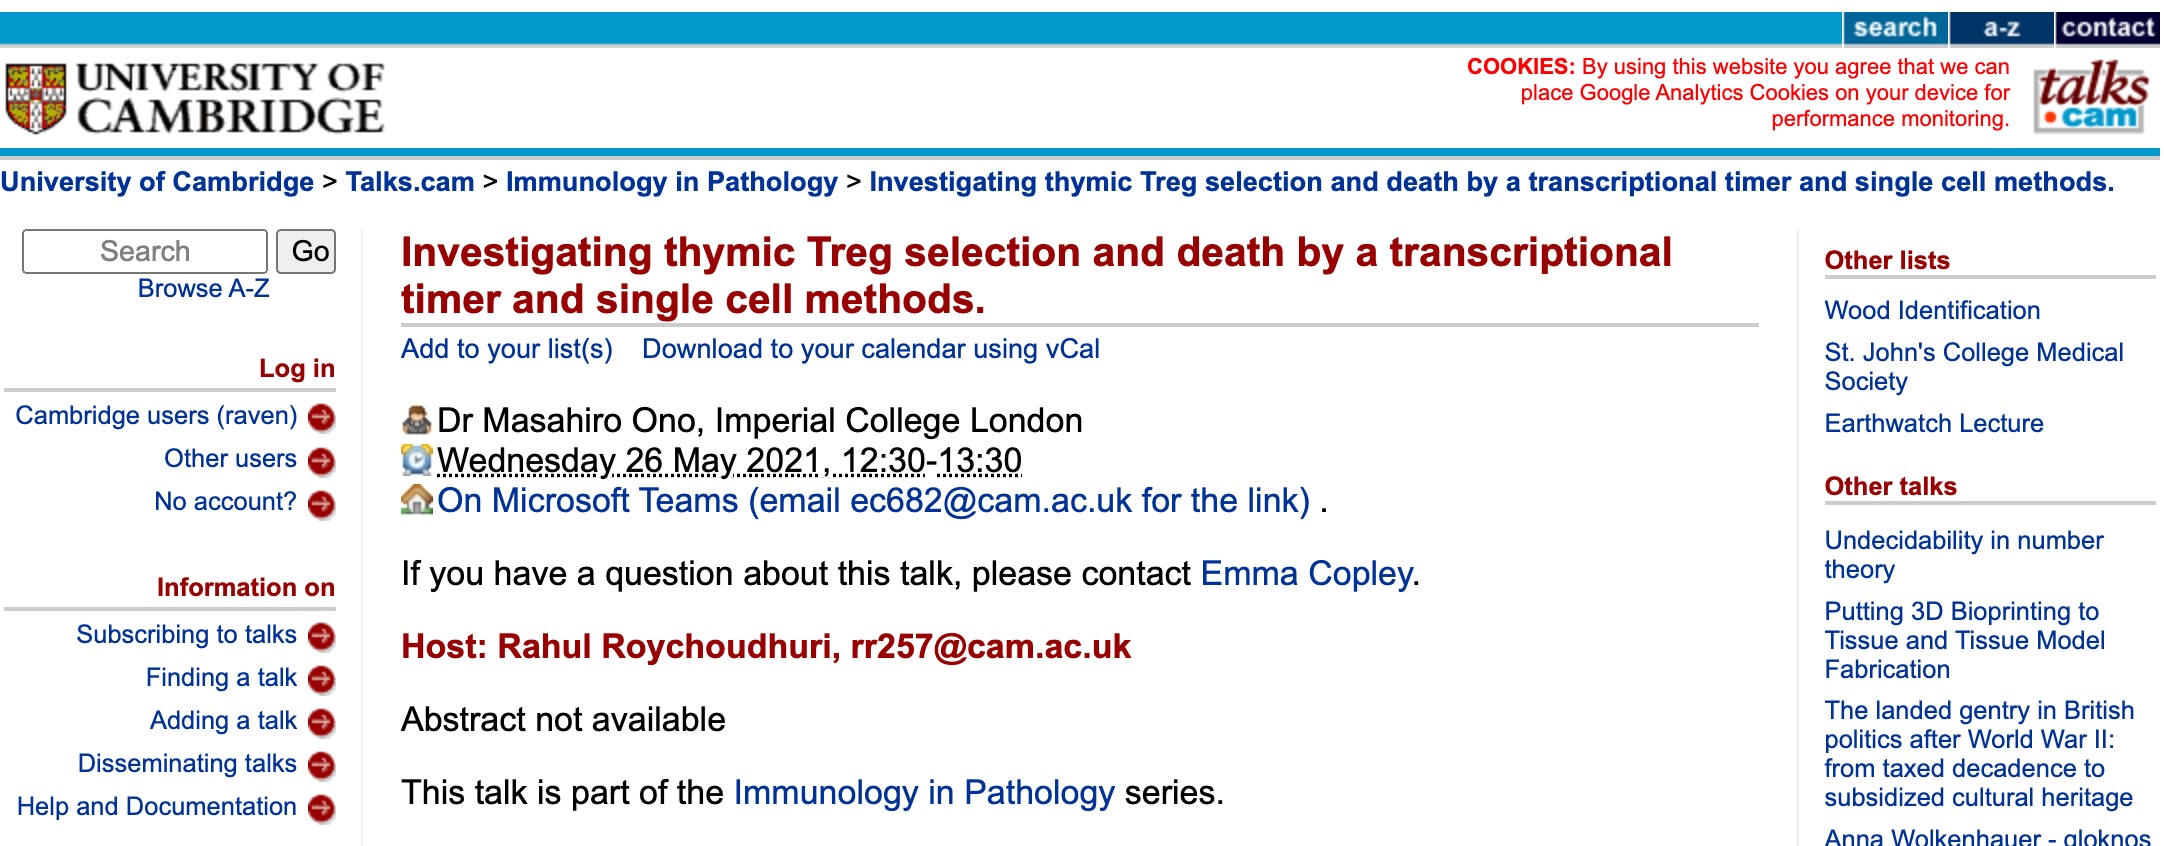 search a-z contact
UNIVERSITY OF
CAMBRIDGE
COOKIES: By using this website you agree that we can
place Google Analytics Cookies on your device for
performance monitoring.
talks
.cam
University of Cambridge > Talks.cam > Immunology in Pathology > Investigating thymic Treg selection and death by a transcriptional timer and single cell methods.
Search Go
Browse A-Z
Log in
Cambridge users (raven)
Other users
No account?
Information on
Subscribing to talks
Finding a talk
Adding a talk
Disseminating talks
Help and Documentation
Investigating thymic Treg selection and death by a transcriptional
timer and single cell methods.
Add to your list(s) Download to your calendar using vCal
Dr Masahiro Ono, Imperial College London
Wednesday 26 May 2021, 12:30-13:30
On Microsoft Teams (email ec682@cam.ac.uk for the link) .
If you have a question about this talk, please contact Emma Copley.
Host: Rahul Roychoudhuri, rr257@cam.ac.uk
Abstract not available
This talk is part of the Immunology in Pathology series.
Other lists
Wood Identification
St. John's College Medical
Society
Earthwatch Lecture
Other talks
Undecidability in number
theory
Putting 3D Bioprinting to
Tissue and Tissue Model
Fabrication
The landed gentry in British
politics after World War II:
from taxed decadence to
subsidized cultural heritage
Anna Wolkenhauer - gloknos